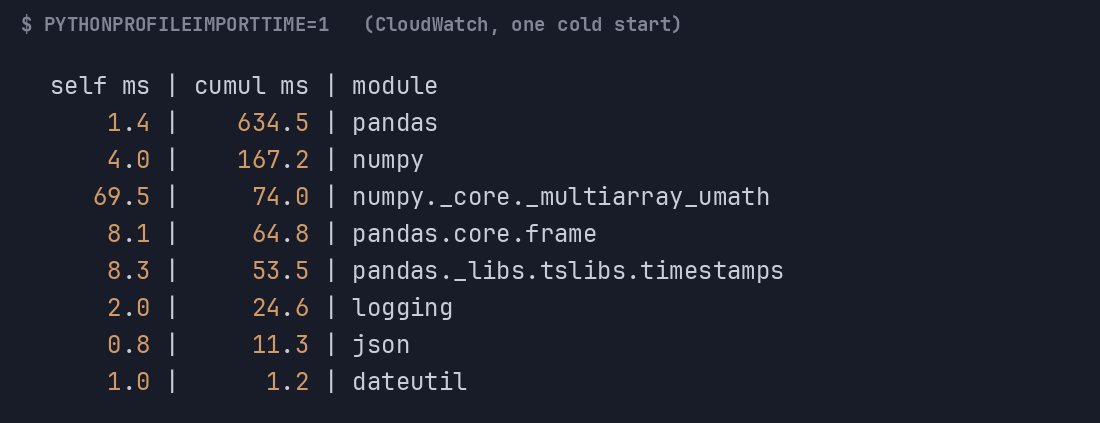 $ PYTHONPROFILEIMPORTTIME=1 (CloudWatch, one cold start)
self ms | cumul ms | module
1.4 | 634.5 | pandas
4.0 | 167.2 | numpy
69.5 | 74.0 | numpy._core._multiarray_umath
8.1 | 64.8 | pandas.core.frame
8.3 | 53.5 | pandas._libs.tslibs.timestamps
2.0 | 24.6 | logging
0.8 | 11.3 | json
1.0 | 1.2 | dateutil